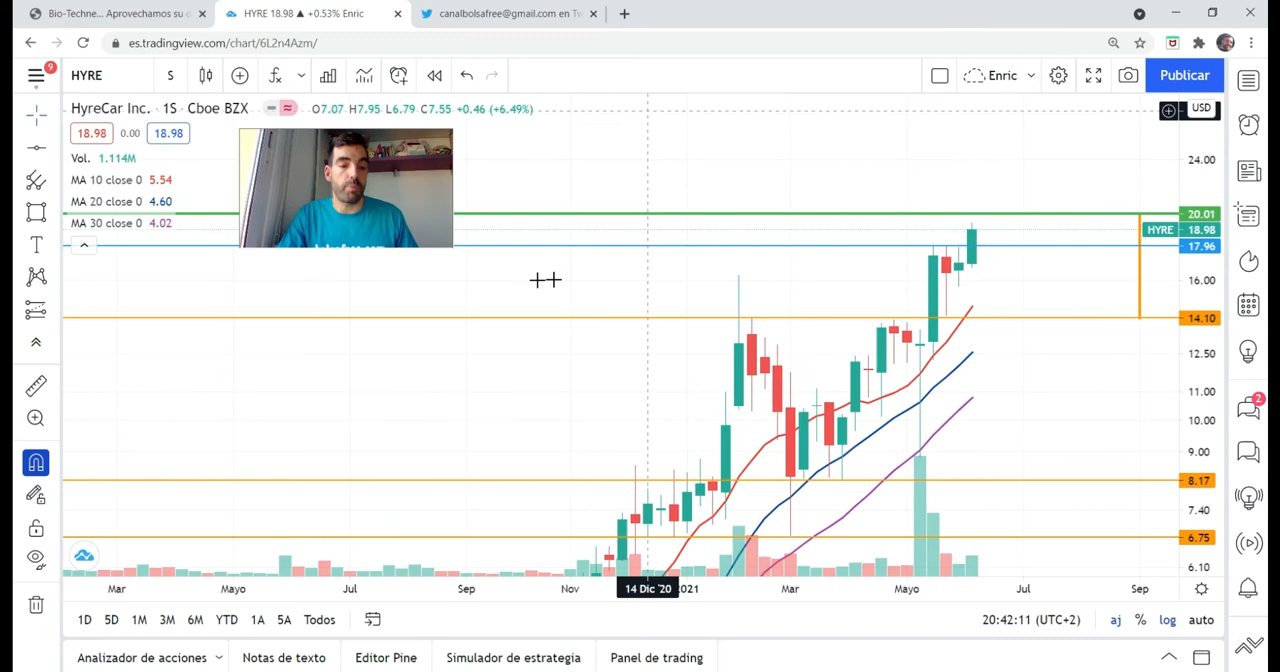 Bio-Techne... Aprovechamos su c
HYRE 18.98 ▲ +0.53% Enric
canalbolsafree@gmail.com en Tw
es.tradingview.com/chart/6L2n4Azm/
9
HYRE
S
Enric
Publicar
HyreCar Inc. · 1S · Cboe BZX O7.07 H7.95 L6.79 C7.55 +0.46 (+6.49%)
USD
18.98 0.00 18.98
Vol. 1.114M
MA 10 close 0 5.54
MA 20 close 0 4.60
MA 30 close 0 4.02
24.00
20.01
HYRE 18.98
17.96
16.00
14.10
12.50
11.00
10.00
9.00
8.17
7.40
6.75
6.10
2
Mar Mayo Jul Sep Nov 14 Dic '20 2021 Mar Mayo Jul Sep
1D 5D 1M 3M 6M YTD 1A 5A Todos
20:42:11 (UTC+2) aj % log auto
Analizador de acciones Notas de texto Editor Pine Simulador de estrategia Panel de trading